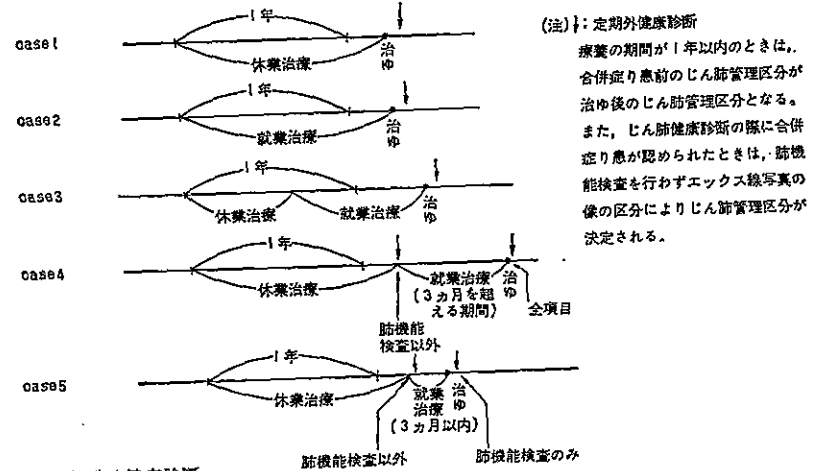 (注)↓：定期外健康診断
療養の期間が1年以内のときは、
合併症り患前のじん肺管理区分が
治ゆ後のじん肺管理区分となる。
また，じん肺健康診断の際に合併
症り患が認められたときは，肺機
能検査を行わずエックス線写真の
像の区分によりじん肺管理区分が
決定される。
case1
1年
休業治療
治ゆ
case2
1年
就業治療
治ゆ
case3
1年
休業治療
就業治療
治ゆ
case4
1年
休業治療
就業治療
(3ヵ月を超
える期間)
治ゆ
全項目
肺機能
検査以外
case5
1年
休業治療
就業
治療
(3ヵ月以内)
治ゆ
肺機能検査以外
肺機能検査のみ